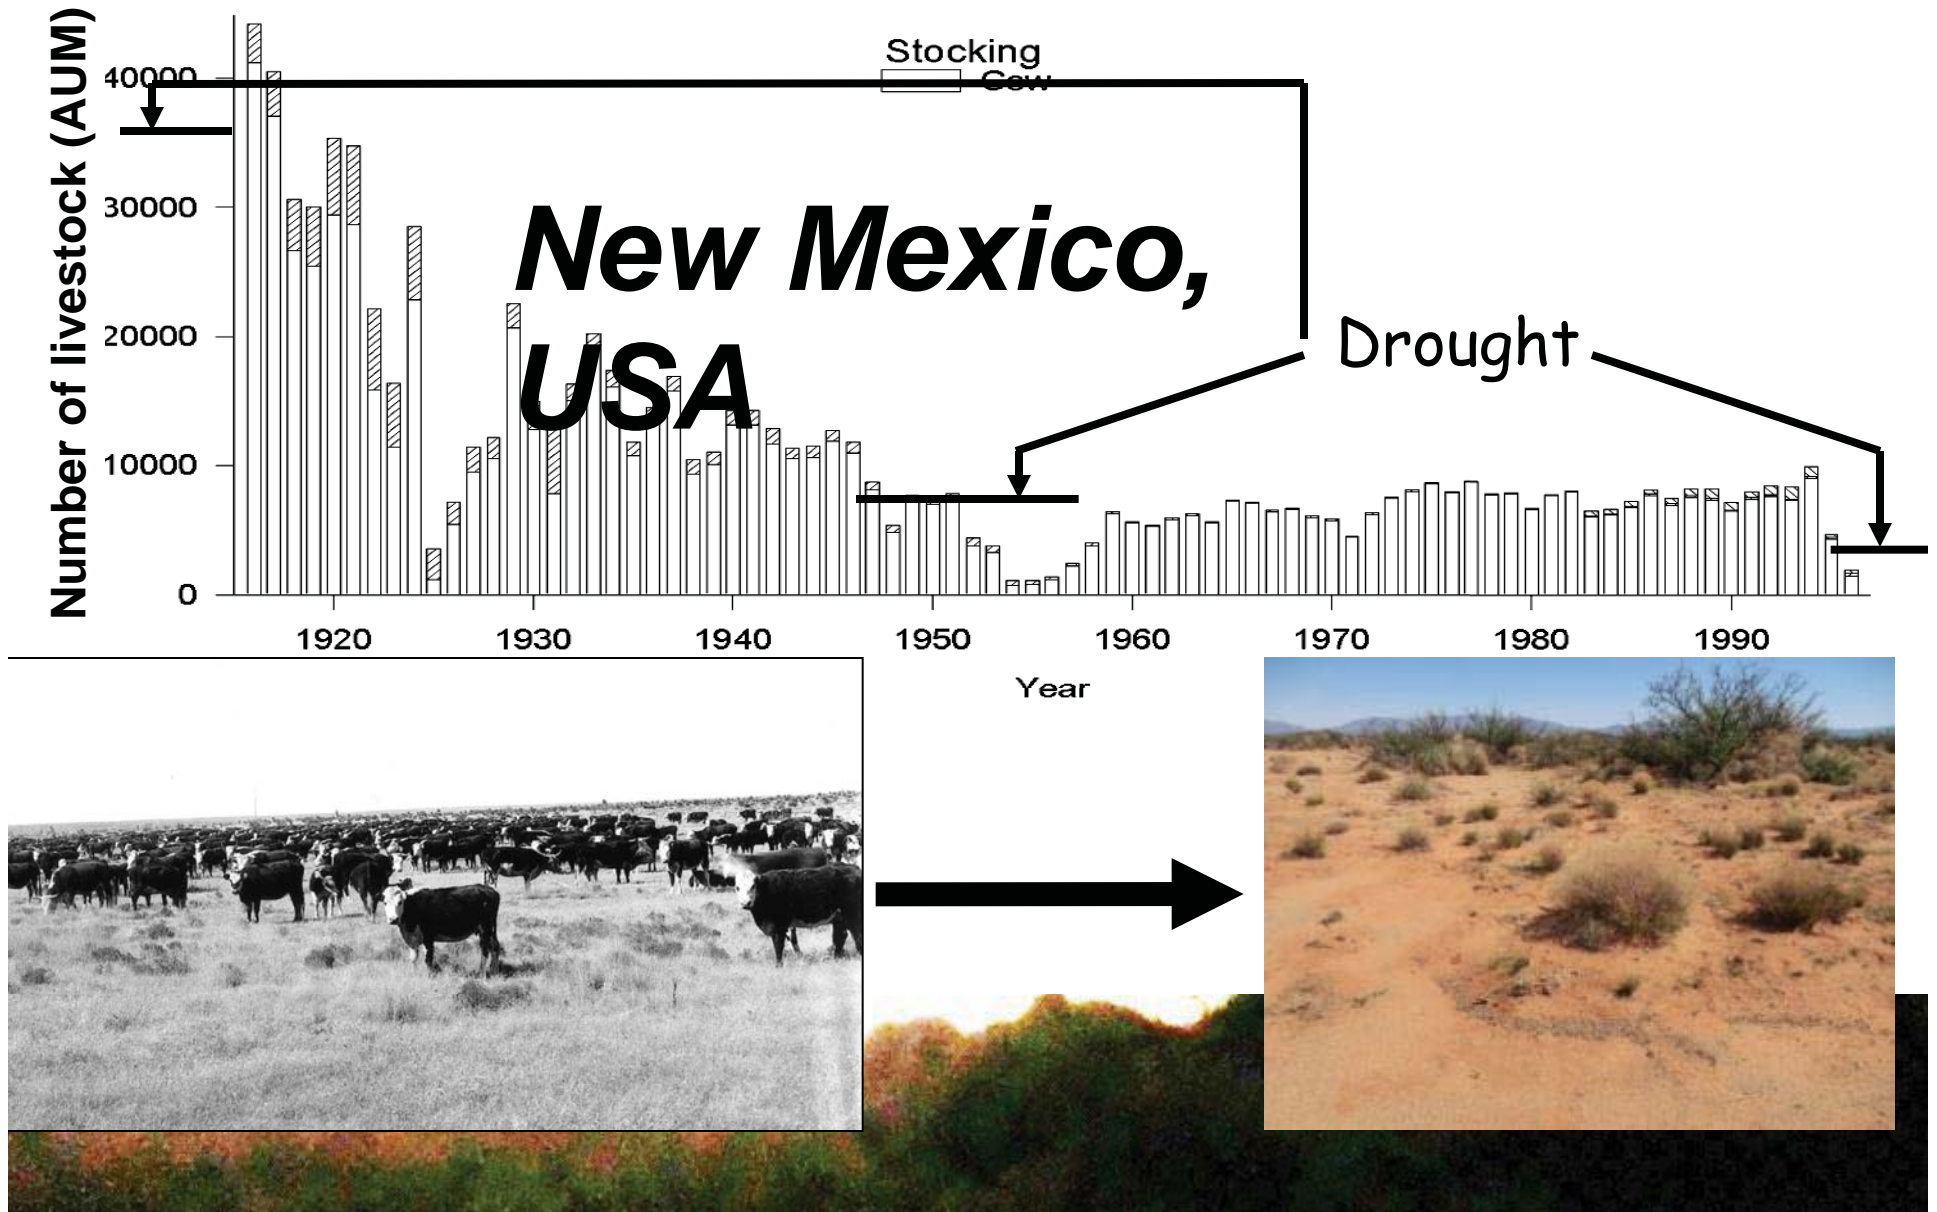 Number of livestock (AUM)
Stocking
Cow
40000
30000
20000
10000
0
New Mexico,
USA
Drought
1920 1930 1940 1950 1960 1970 1980 1990
Year